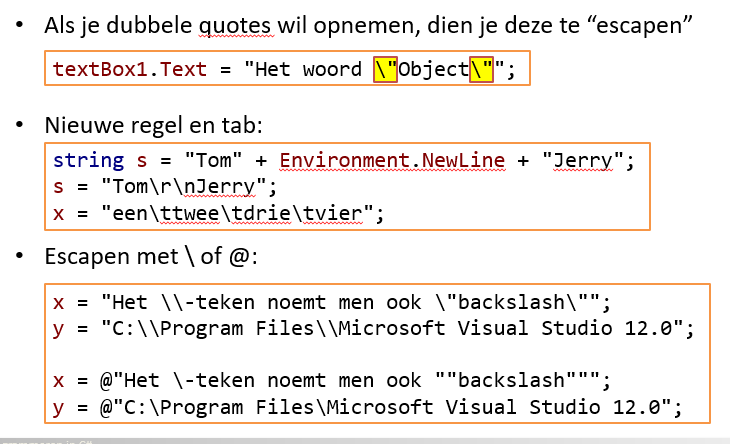 • Als je dubbele quotes wil opnemen, dien je deze te “escapen”
textBox1.Text = "Het woord \"Object\"";
• Nieuwe regel en tab:
string s = "Tom" + Environment.NewLine + "Jerry";
s = "Tom\r\nJerry";
x = "een\ttwee\tdrie\tvier";
• Escapen met \ of @:
x = "Het \\-teken noemt men ook \"backslash\"";
y = "C:\\Program Files\\Microsoft Visual Studio 12.0";
x = @"Het \-teken noemt men ook ""backslash""";
y = @"C:\Program Files\Microsoft Visual Studio 12.0";